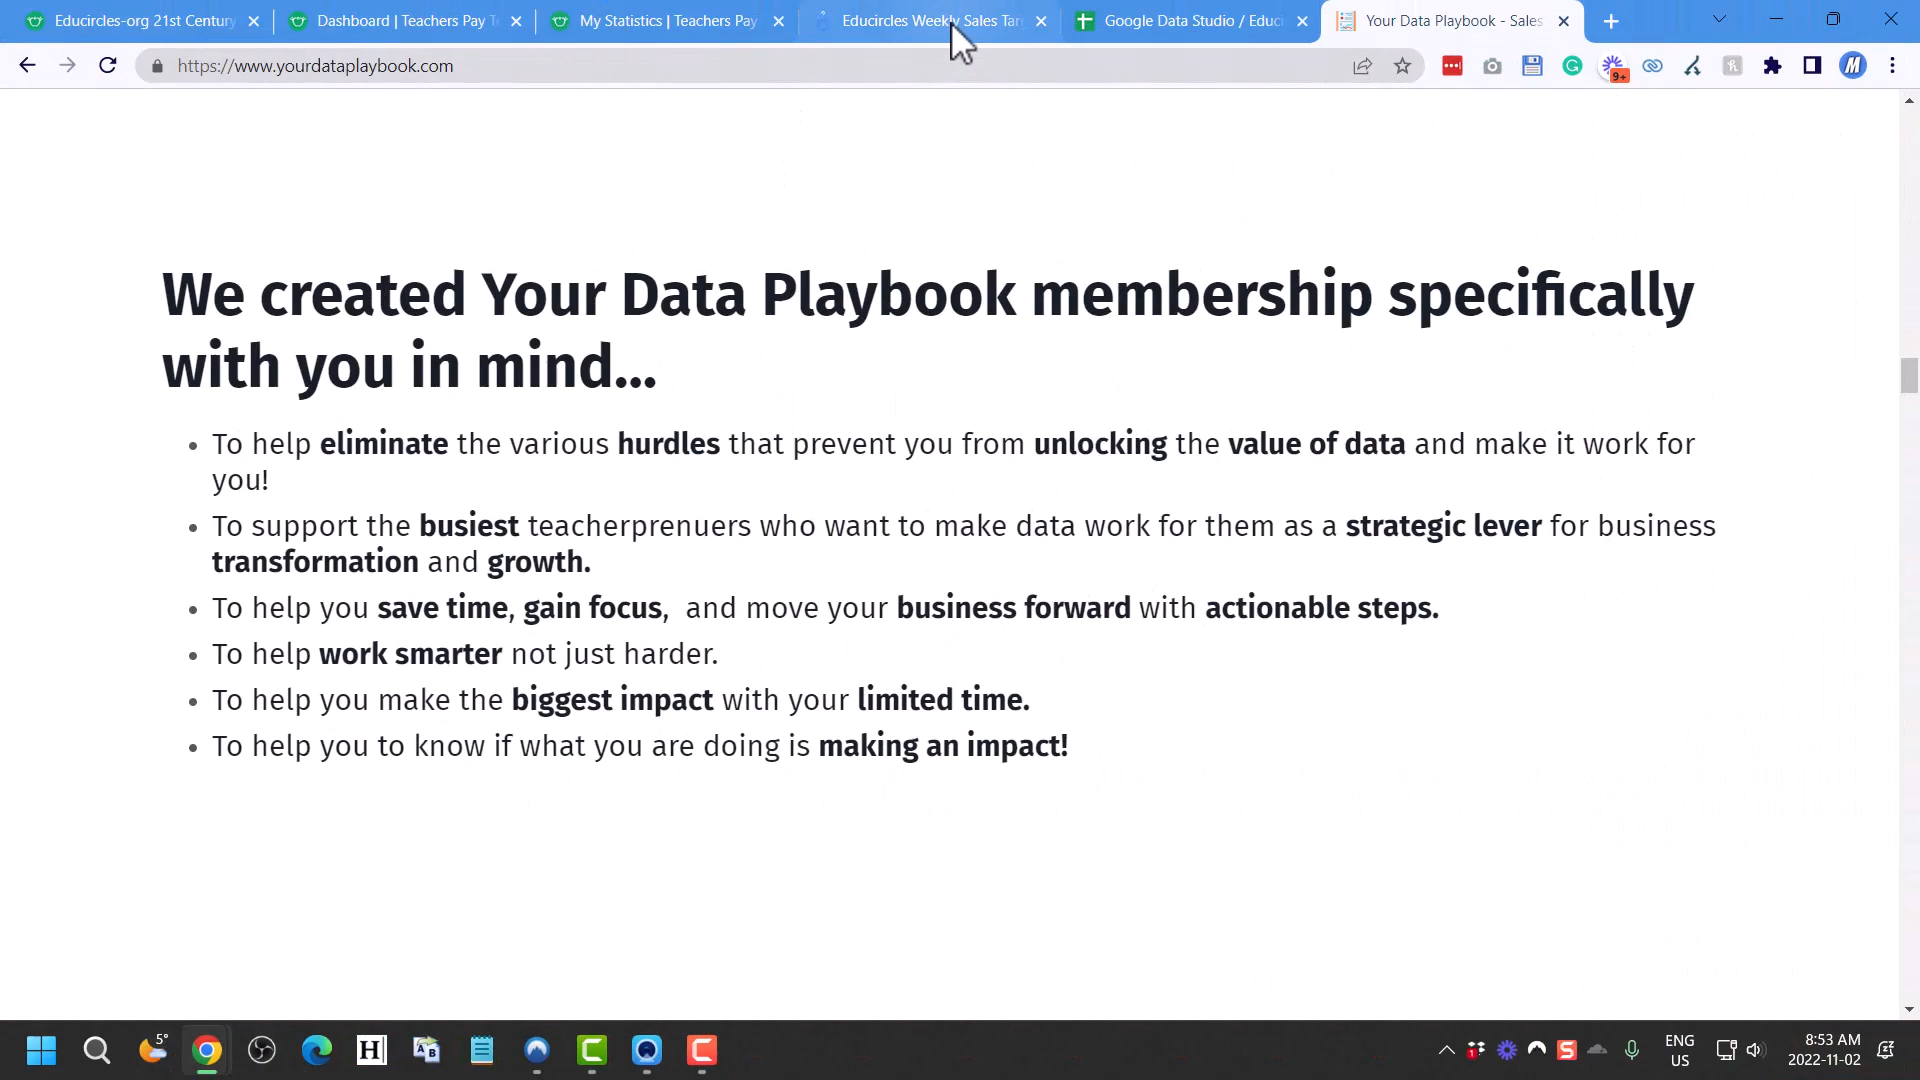 Educircles-org 21st Century
Dashboard | Teachers Pay Te
My Statistics | Teachers Pay
Educircles Weekly Sales Tar
Google Data Studio / Educi
Your Data Playbook - Sales
https://www.yourdataplaybook.com
9+
We created Your Data Playbook membership specifically
with you in mind...
• To help eliminate the various hurdles that prevent you from unlocking the value of data and make it work for
you!
• To support the busiest teacherprenuers who want to make data work for them as a strategic lever for business
transformation and growth.
• To help you save time, gain focus,  and move your business forward with actionable steps.
• To help work smarter not just harder.
• To help you make the biggest impact with your limited time.
• To help you to know if what you are doing is making an impact!
5°
ENG
US
8:53 AM
2022-11-02